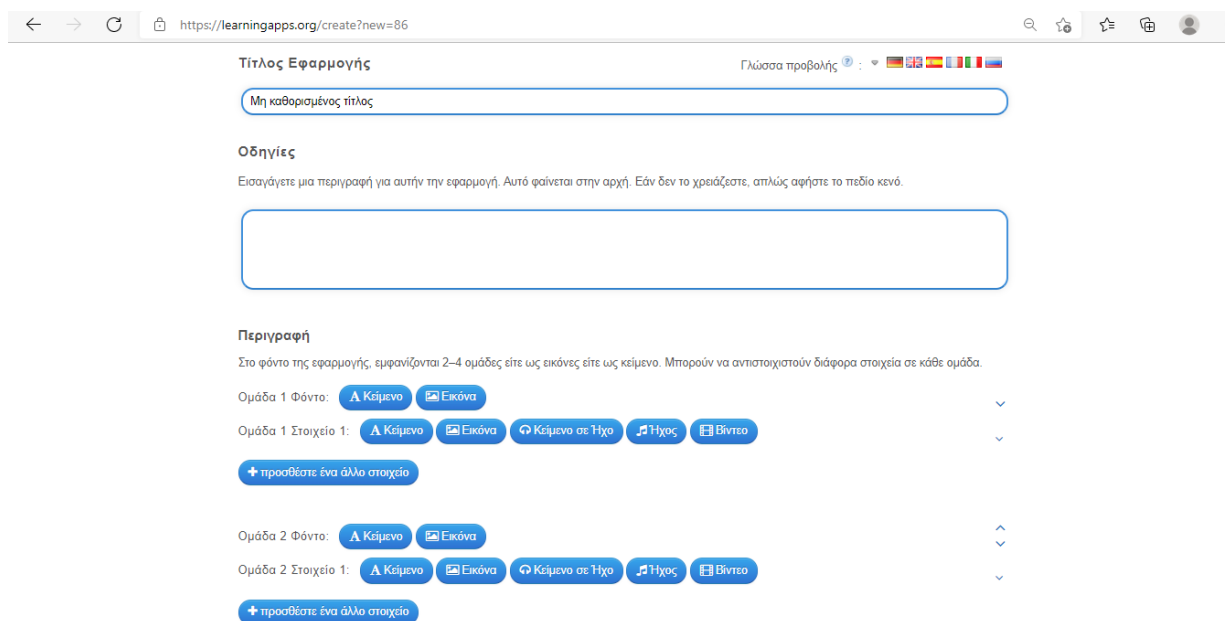 https://learningapps.org/create?new=86
Τίτλος Εφαρμογής
Γλώσσα προβολής ? :
Μη καθορισμένος τίτλος
Οδηγίες
Εισαγάγετε μια περιγραφή για αυτήν την εφαρμογή. Αυτό φαίνεται στην αρχή. Εάν δεν το χρειάζεστε, απλώς αφήστε το πεδίο κενό.
Περιγραφή
Στο φόντο της εφαρμογής, εμφανίζονται 2–4 ομάδες είτε ως εικόνες είτε ως κείμενο. Μπορούν να αντιστοιχιστούν διάφορα στοιχεία σε κάθε ομάδα.
Ομάδα 1 Φόντο: A Κείμενο Εικόνα
Ομάδα 1 Στοιχείο 1: A Κείμενο Εικόνα Κείμενο σε Ήχο Ήχος Βίντεο
+ προσθέστε ένα άλλο στοιχείο
Ομάδα 2 Φόντο: A Κείμενο Εικόνα
Ομάδα 2 Στοιχείο 1: A Κείμενο Εικόνα Κείμενο σε Ήχο Ήχος Βίντεο
+ προσθέστε ένα άλλο στοιχείο